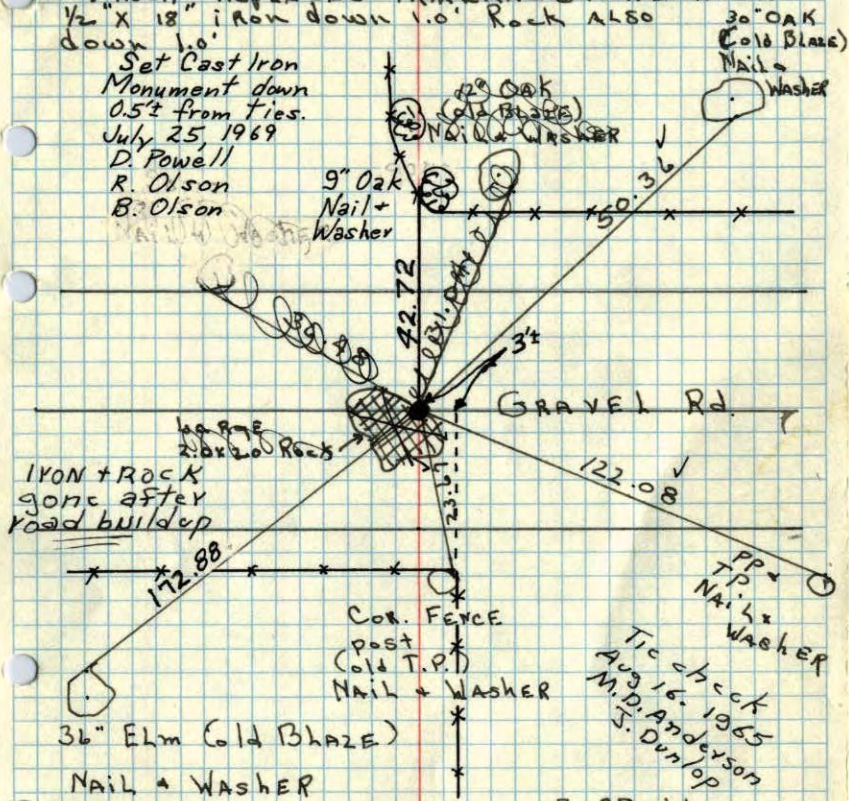 1/2" X 18" iron down 1.0' Rock ALSO
down 1.0'
30" OAK
(old BLAZE)
NAIL +
WASHER
Set Cast Iron
Monument down
0.5'± from ties.
July 25, 1969
D. Powell
R. Olson
B. Olson
OAK
(old BLAZE)
NAIL & WASHER
9" Oak
Nail +
Washer
50.36
42.72
3'±
GRAVEL Rd.
LARGE
2.0x2.0 Rock
IRON + ROCK
gone after
road buildup
23.67
122.08
172.88
PP &
T.P.
NAIL &
WASHER
COR. FENCE
post
(old T.P.)
NAIL & WASHER
Tie check
Aug 16. 1965
M.D. Anderson
J. Dunlop
36" ELM (old BLAZE)
NAIL & WASHER